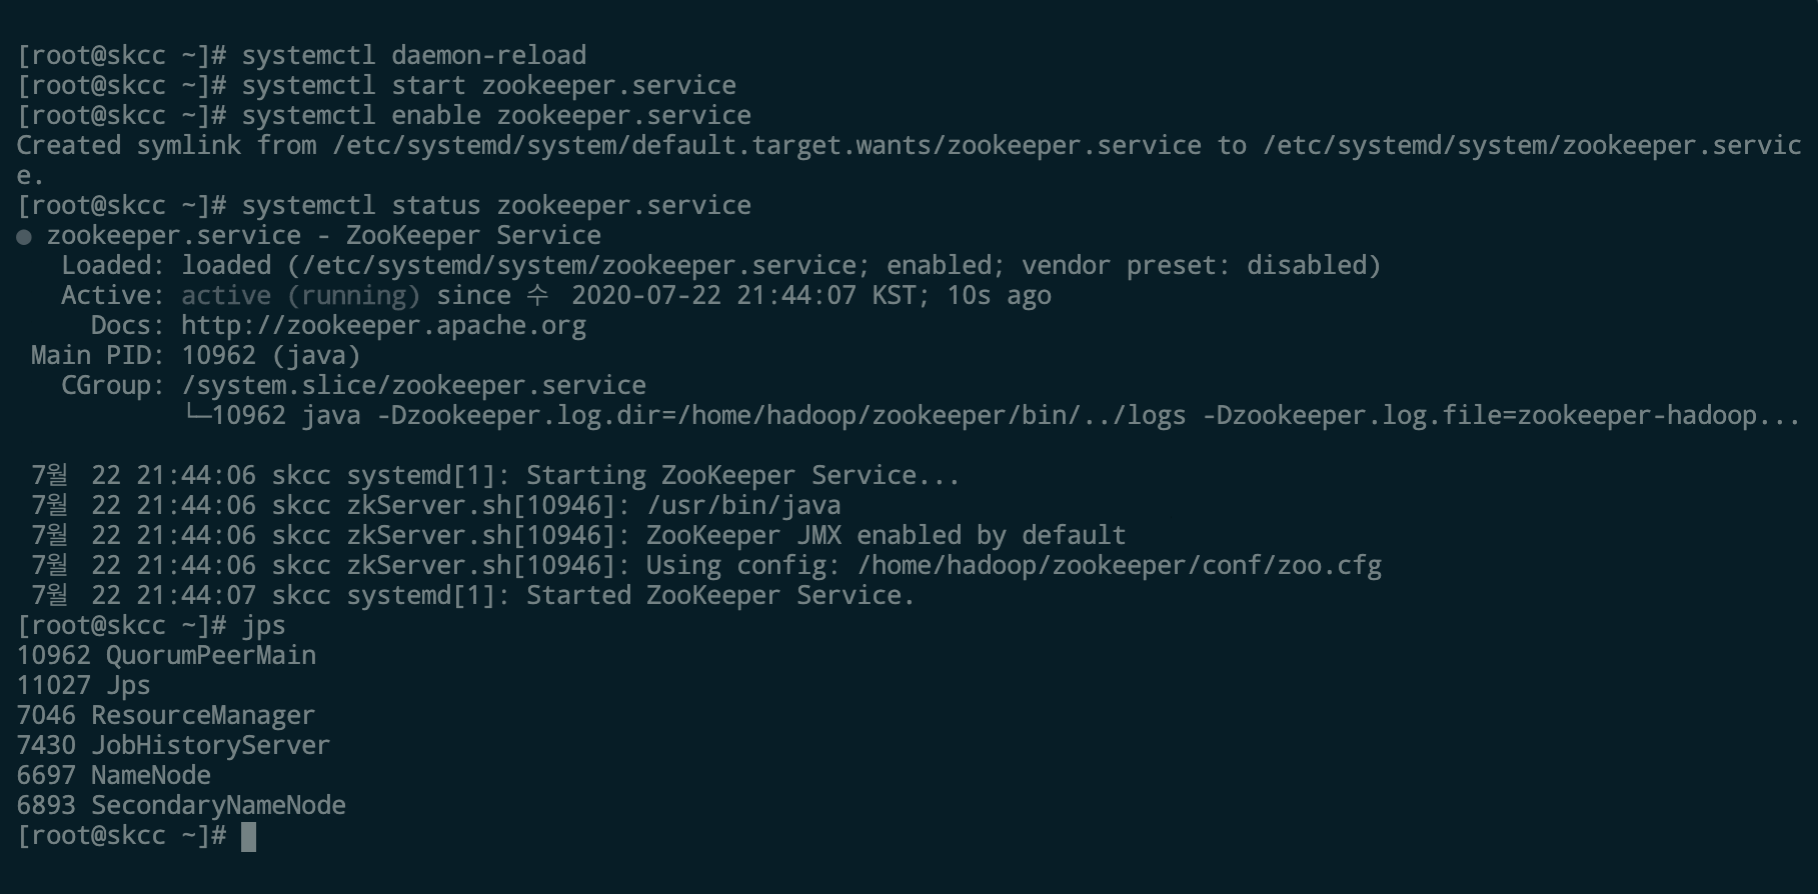 [root@skcc ~]# systemctl daemon-reload
[root@skcc ~]# systemctl start zookeeper.service
[root@skcc ~]# systemctl enable zookeeper.service
Created symlink from /etc/systemd/system/default.target.wants/zookeeper.service to /etc/systemd/system/zookeeper.servic
e.
[root@skcc ~]# systemctl status zookeeper.service
● zookeeper.service - ZooKeeper Service
   Loaded: loaded (/etc/systemd/system/zookeeper.service; enabled; vendor preset: disabled)
   Active: active (running) since 수 2020-07-22 21:44:07 KST; 10s ago
     Docs: http://zookeeper.apache.org
 Main PID: 10962 (java)
   CGroup: /system.slice/zookeeper.service
           └─10962 java -Dzookeeper.log.dir=/home/hadoop/zookeeper/bin/../logs -Dzookeeper.log.file=zookeeper-hadoop...
 7월  22 21:44:06 skcc systemd[1]: Starting ZooKeeper Service...
 7월  22 21:44:06 skcc zkServer.sh[10946]: /usr/bin/java
 7월  22 21:44:06 skcc zkServer.sh[10946]: ZooKeeper JMX enabled by default
 7월  22 21:44:06 skcc zkServer.sh[10946]: Using config: /home/hadoop/zookeeper/conf/zoo.cfg
 7월  22 21:44:07 skcc systemd[1]: Started ZooKeeper Service.
[root@skcc ~]# jps
10962 QuorumPeerMain
11027 Jps
7046 ResourceManager
7430 JobHistoryServer
6697 NameNode
6893 SecondaryNameNode
[root@skcc ~]#